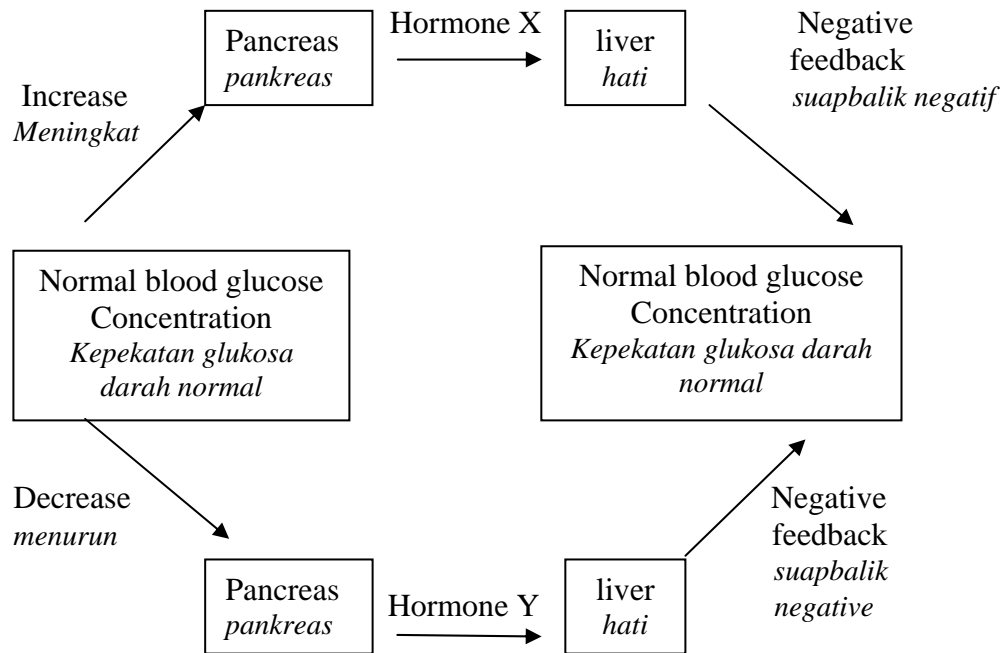 Increase
Meningkat
Pancreas
pankreas
Hormone X
liver
hati
Negative
feedback
suapbalik negatif
Normal blood glucose
Concentration
Kepekatan glukosa
darah normal
Normal blood glucose
Concentration
Kepekatan glukosa darah
normal
Decrease
menurun
Pancreas
pankreas
Hormone Y
liver
hati
Negative
feedback
suapbalik
negative